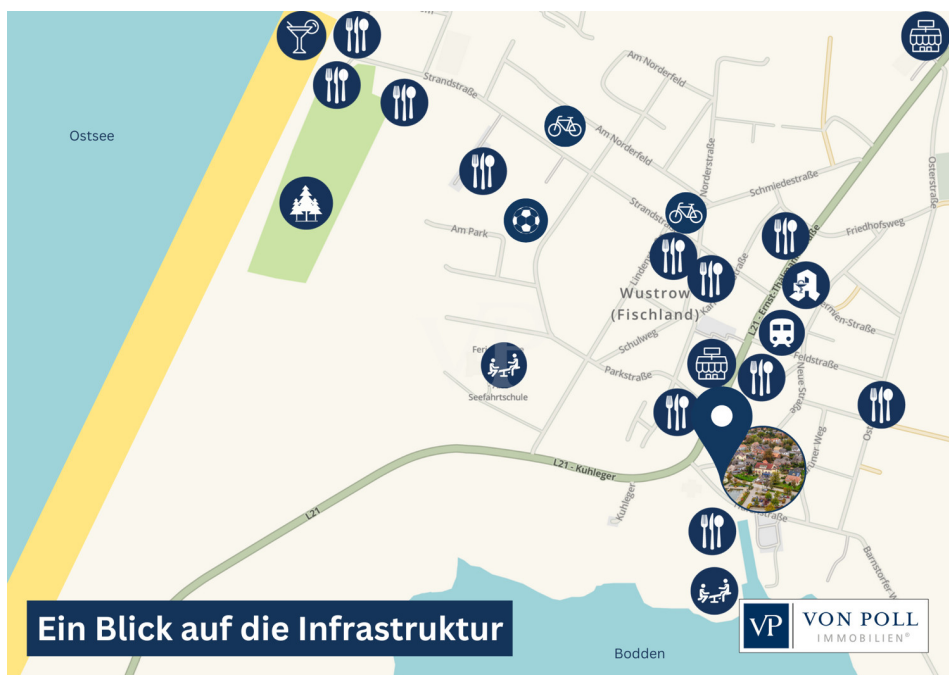 Strandstraße
Am Norderfeld
Ostsee
Am Norderfeld
Norderstraße
Osterstraße
Schmiedestraße
Strandstraße
Friedhofsweg
Am Park
L21 - Ernst-Thälmann-Straße
Wustrow
(Fischland)
Schulweg
Feldstraße
Parkstraße
Neue Straße
Seefahrtschule
L21 - Kuhleger
L21
Kuhleger
Barnstorfer
Ein Blick auf die Infrastruktur
VP
VON POLL
IMMOBILIEN®
Bodden